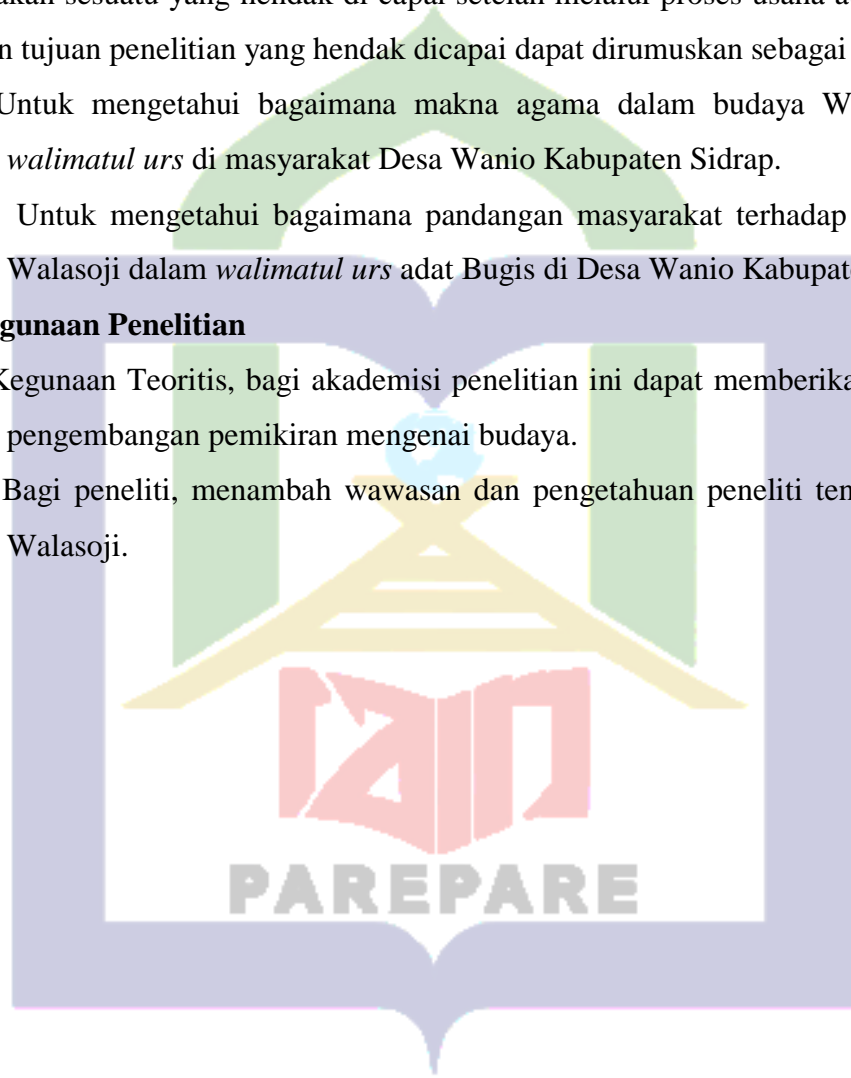 akan sesuatu yang hendak di capai setelah melalui proses usaha a
n tujuan penelitian yang hendak dicapai dapat dirumuskan sebagai
Untuk mengetahui bagaimana makna agama dalam budaya W
walimatul urs di masyarakat Desa Wanio Kabupaten Sidrap.
Untuk mengetahui bagaimana pandangan masyarakat terhadap
Walasoji dalam walimatul urs adat Bugis di Desa Wanio Kabupat
gunaan Penelitian
Kegunaan Teoritis, bagi akademisi penelitian ini dapat memberika
pengembangan pemikiran mengenai budaya.
Bagi peneliti, menambah wawasan dan pengetahuan peneliti ten
Walasoji.
iain
PAREPARE